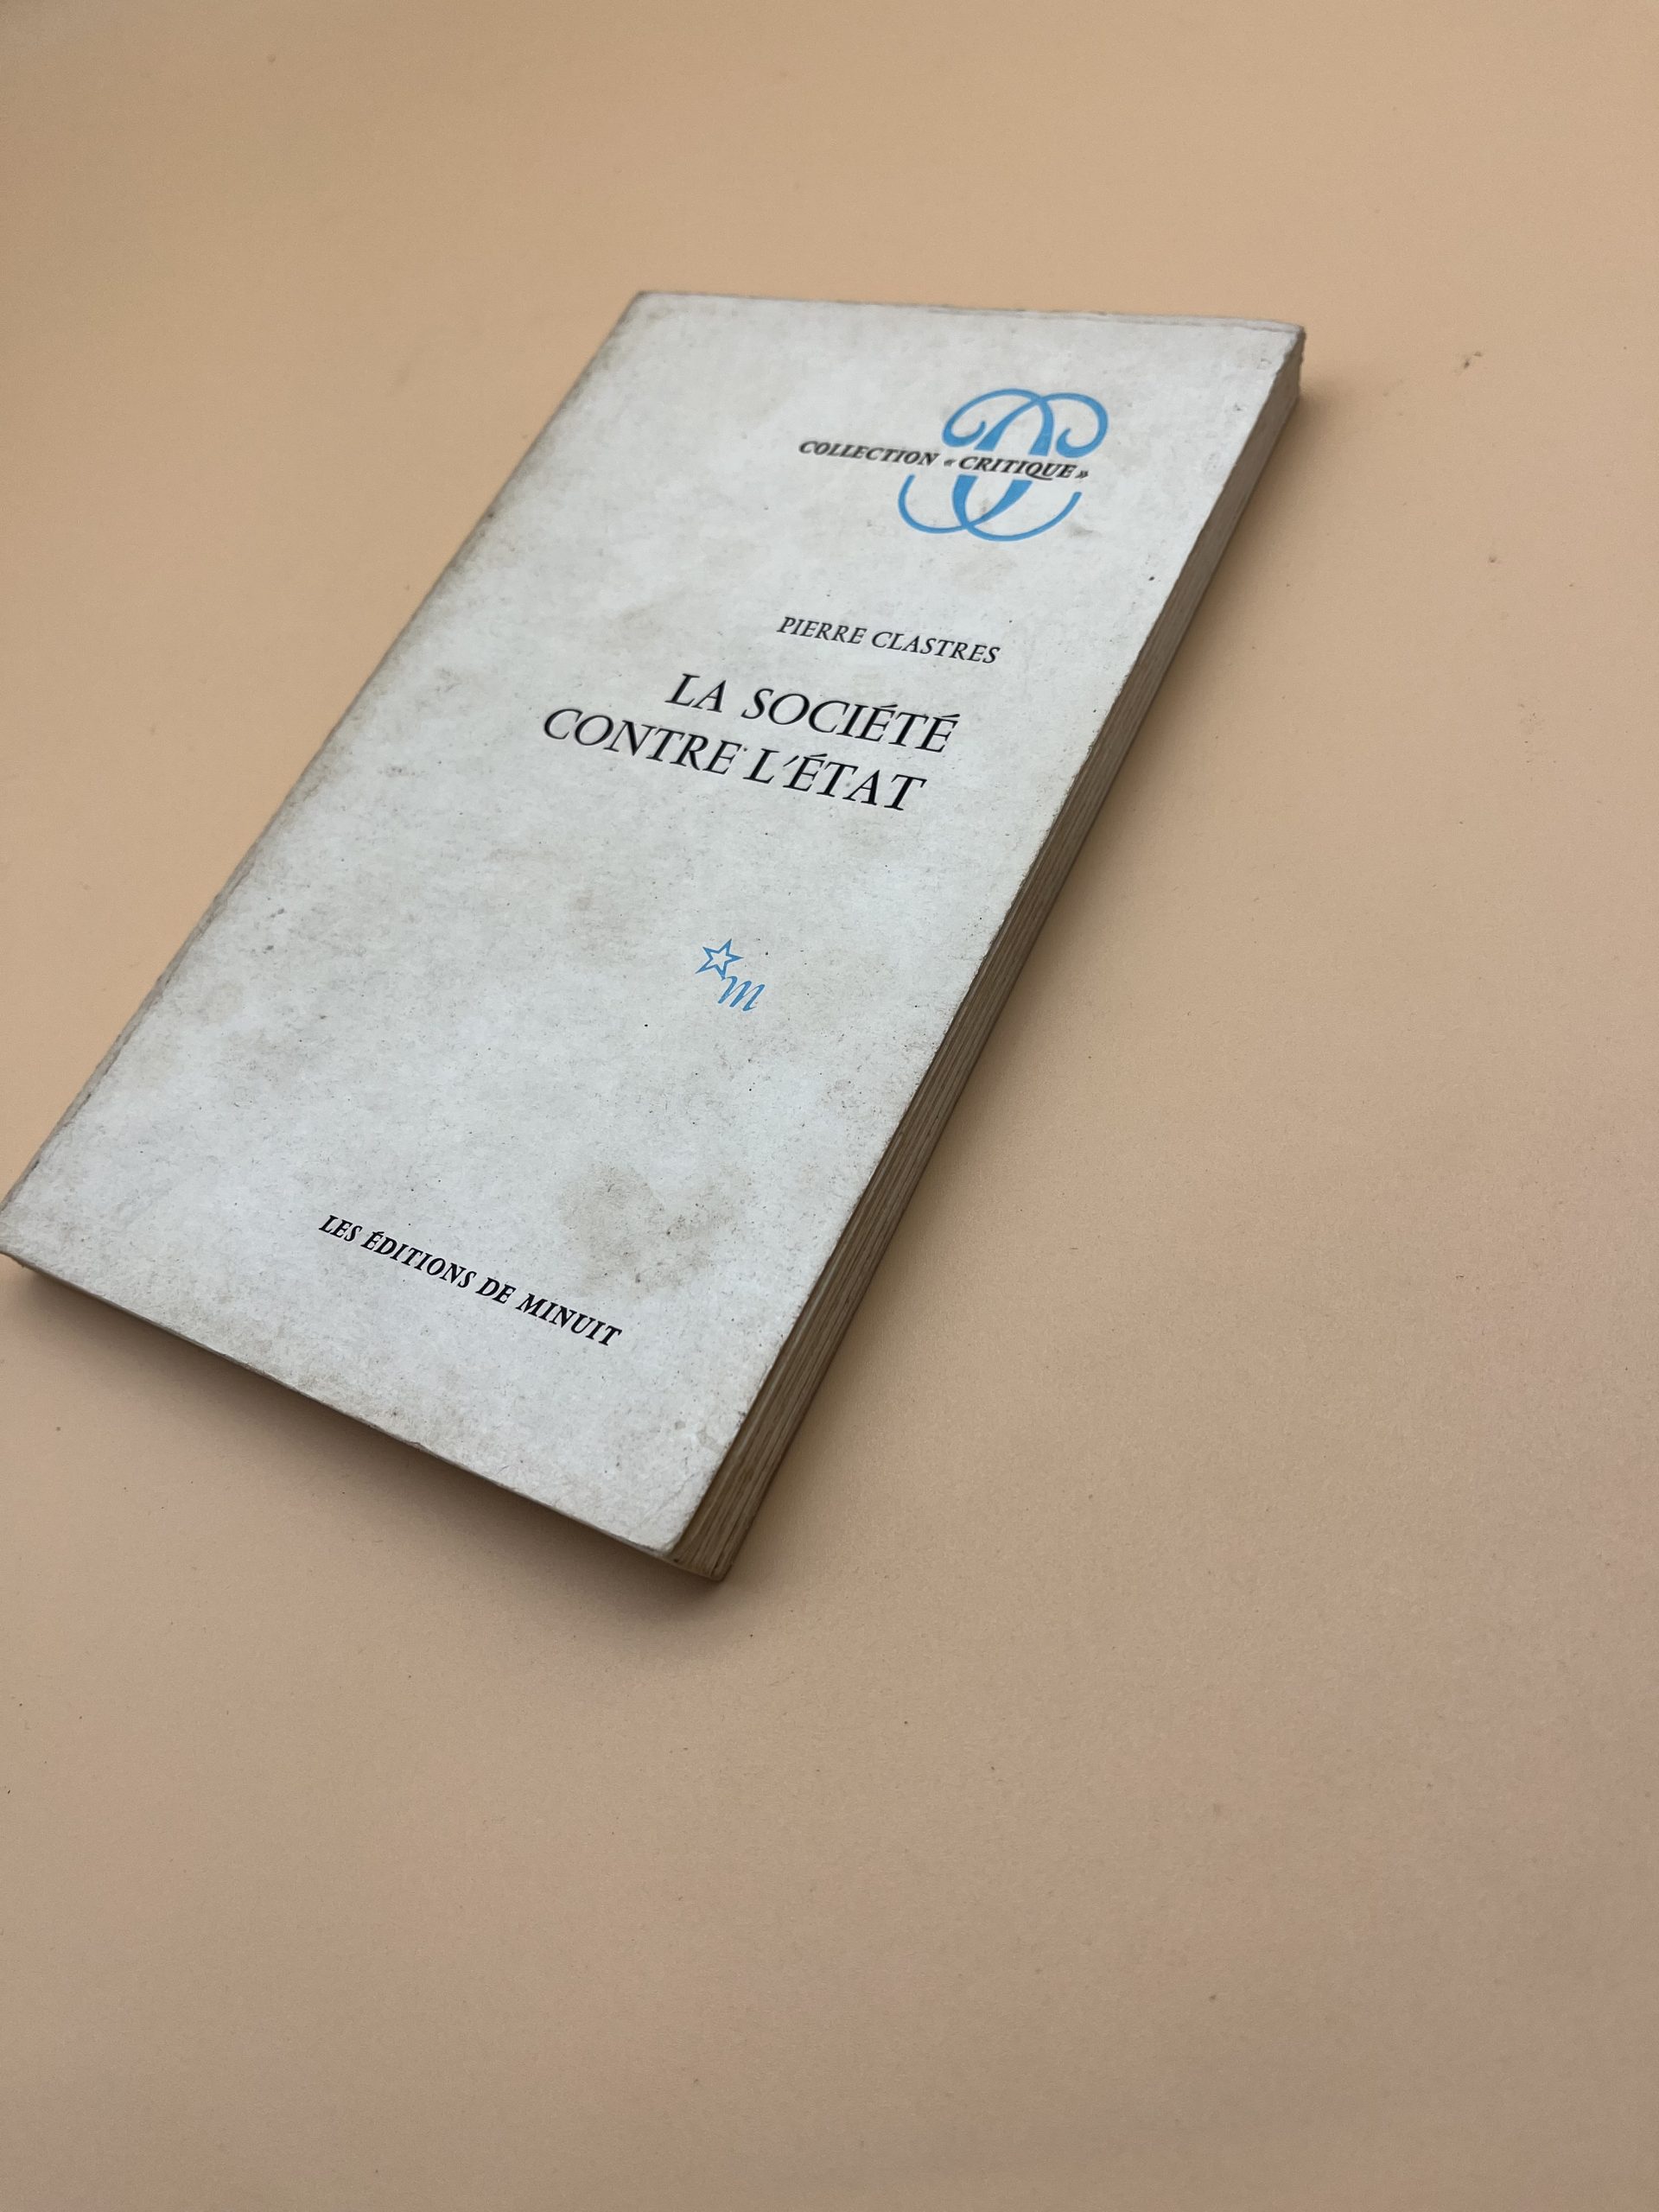 COLLECTION « CRITIQUE »
PIERRE CLASTRES
LA SOCIÉTÉ
CONTRE L'ÉTAT
m
LES ÉDITIONS DE MINUIT